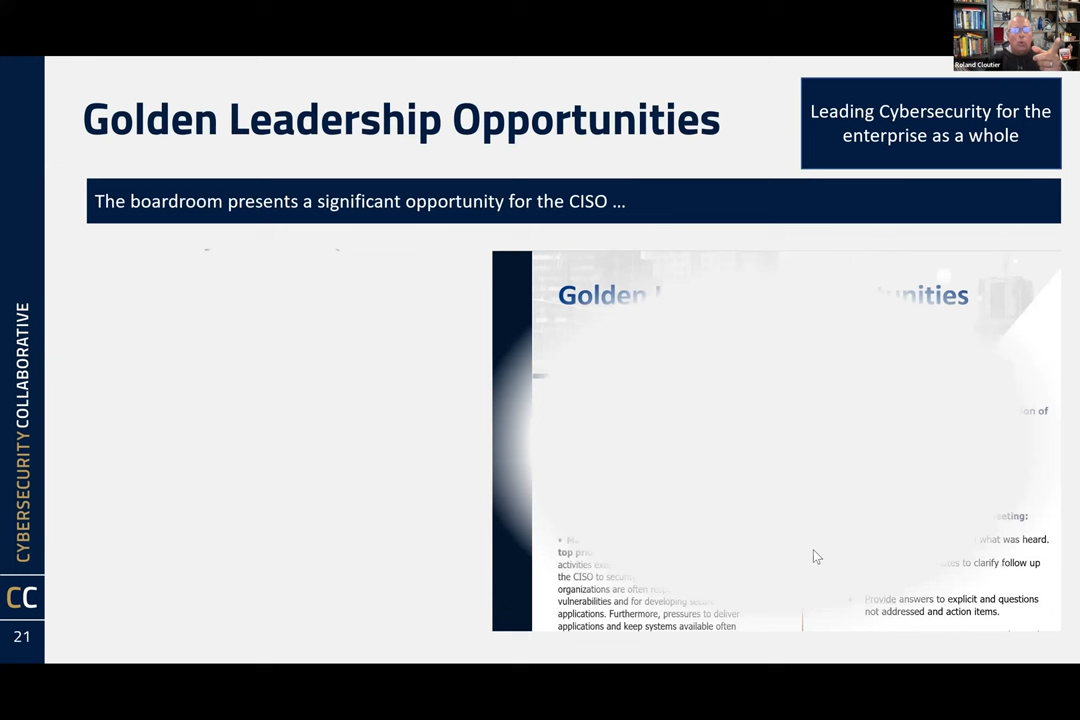 Roland Cloutier
Golden Leadership Opportunities
Leading Cybersecurity for the
enterprise as a whole
The boardroom presents a significant opportunity for the CISO ...
Golden
unities
on of
eeting:
what was heard.
top
activities
the CISO to
organizations are often
vulnerabilities and for developing
applications. Furthermore, pressures to deliver
applications and keep systems available often
to clarify follow up
Provide answers to explicit and questions
not addressed and action items.
CYBERSECURITY COLLABORATIVE
CC
21